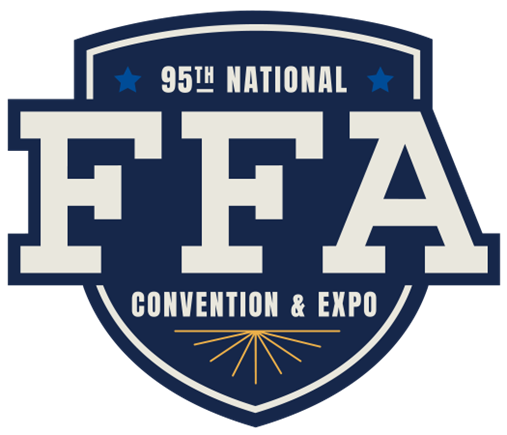 95TH NATIONAL
FFA
CONVENTION & EXPO